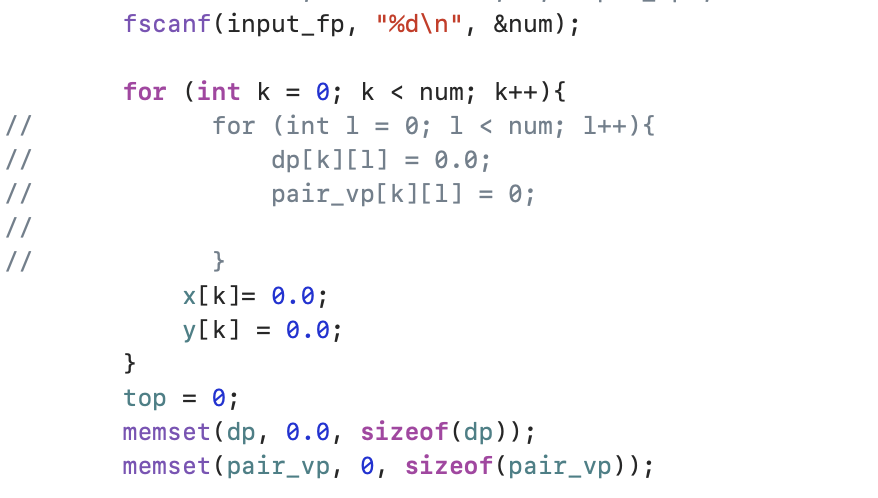 fscanf(input_fp, "%d\n", &num);
for (int k = 0; k < num; k++){
//            for (int l = 0; l < num; l++){
//                dp[k][l] = 0.0;
//                pair_vp[k][l] = 0;
//
//            }
            x[k]= 0.0;
            y[k] = 0.0;
        }
        top = 0;
        memset(dp, 0.0, sizeof(dp));
        memset(pair_vp, 0, sizeof(pair_vp));